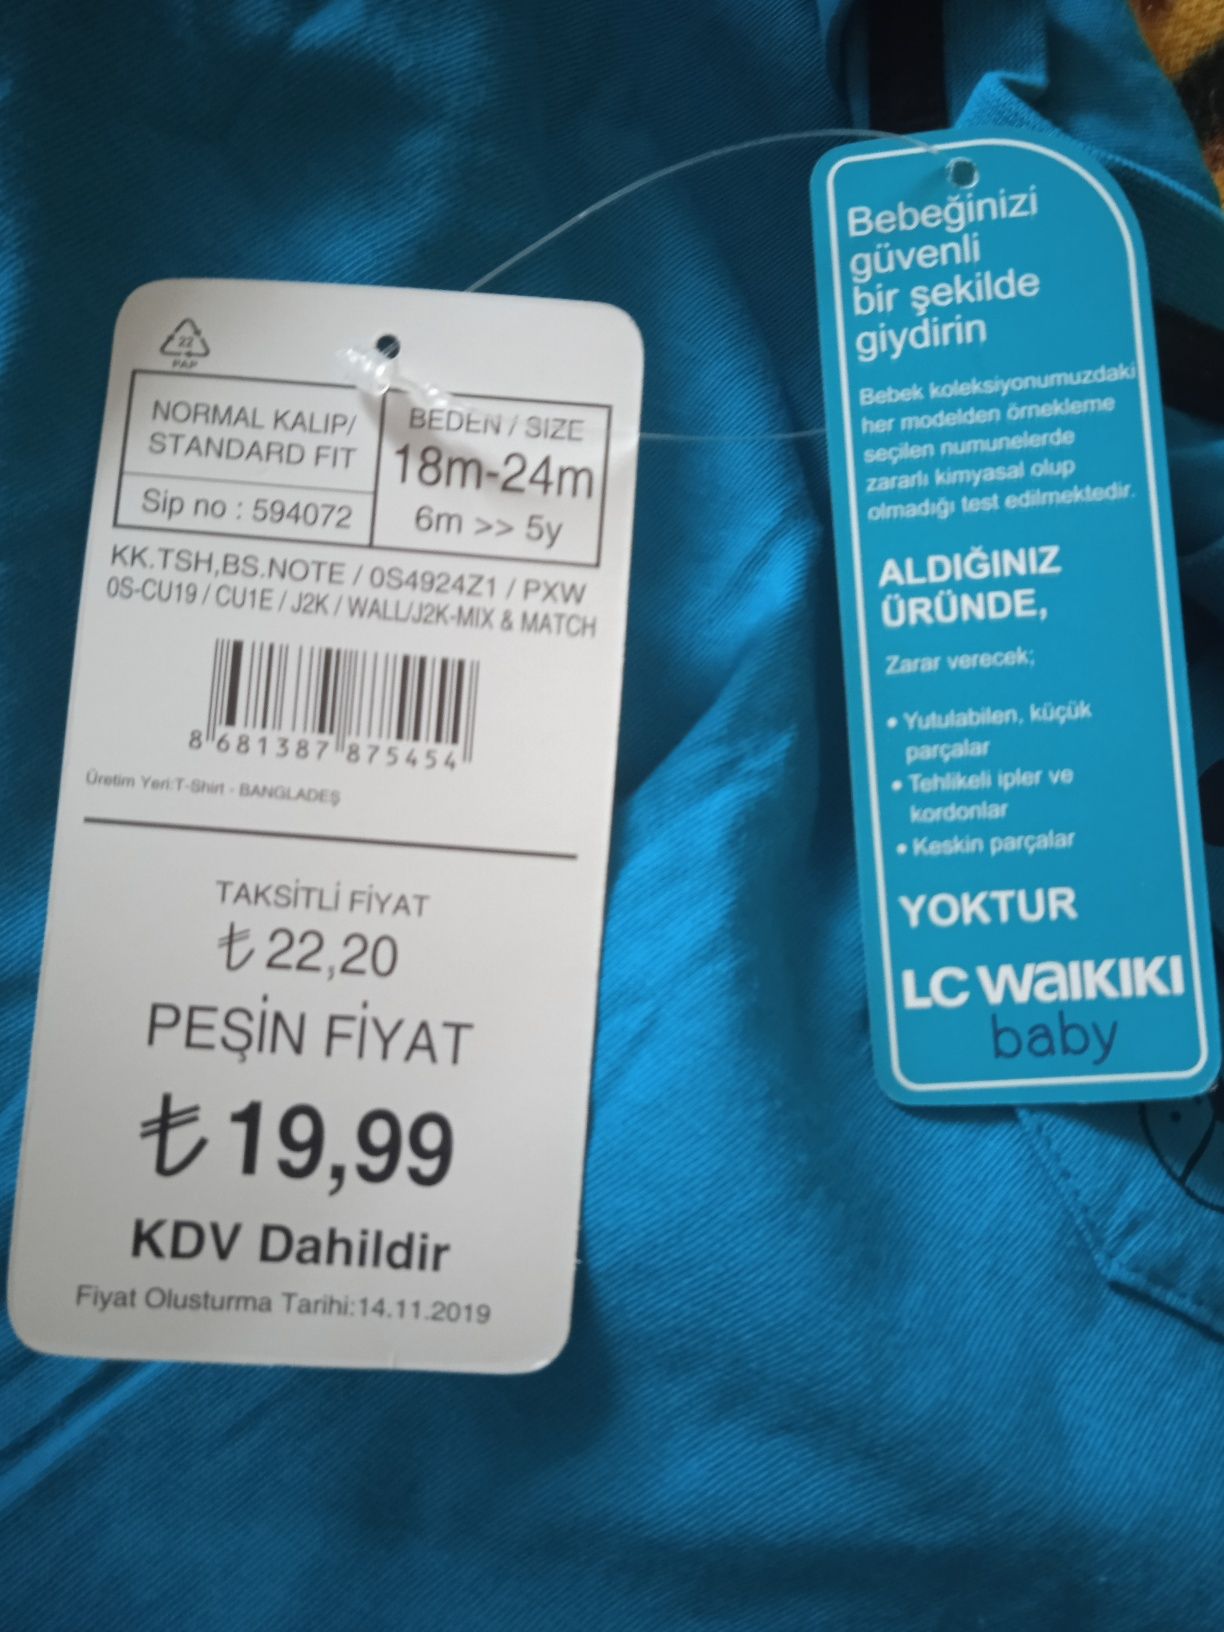 22
PAP
NORMAL KALIP/
STANDARD FIT
Sip no : 594072
BEDEN / SIZE
18m-24m
6m >> 5y
KK.TSH,BS.NOTE / 0S4924Z1 / PXW
0S-CU19 / CU1E / J2K / WALL/J2K-MIX & MATCH
8 681387 875454
Üretim Yeri:T-Shirt - BANGLADEŞ
TAKSİTLİ FİYAT
₺ 22,20
PEŞİN FİYAT
₺ 19,99
KDV Dahildir
Fiyat Olusturma Tarihi:14.11.2019
Bebeğinizi
güvenli
bir şekilde
giydirin
Bebek koleksiyonumuzdaki
her modelden örnekleme
seçilen numunelerde
zararlı kimyasal olup
olmadığı test edilmektedir.
ALDIĞINIZ
ÜRÜNDE,
Zarar verecek;
• Yutulabilen, küçük
parçalar
• Tehlikeli ipler ve
kordonlar
• Keskin parçalar
YOKTUR
LC WAIKIKI
baby